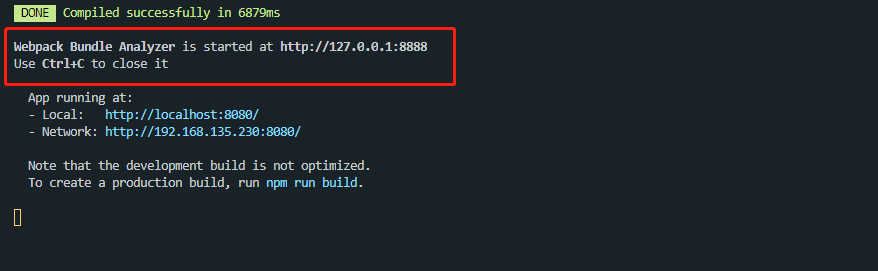 DONE Compiled successfully in 6879ms
Webpack Bundle Analyzer is started at http://127.0.0.1:8888
Use Ctrl+C to close it
App running at:
- Local: http://localhost:8080/
- Network: http://192.168.135.230:8080/
Note that the development build is not optimized.
To create a production build, run npm run build.